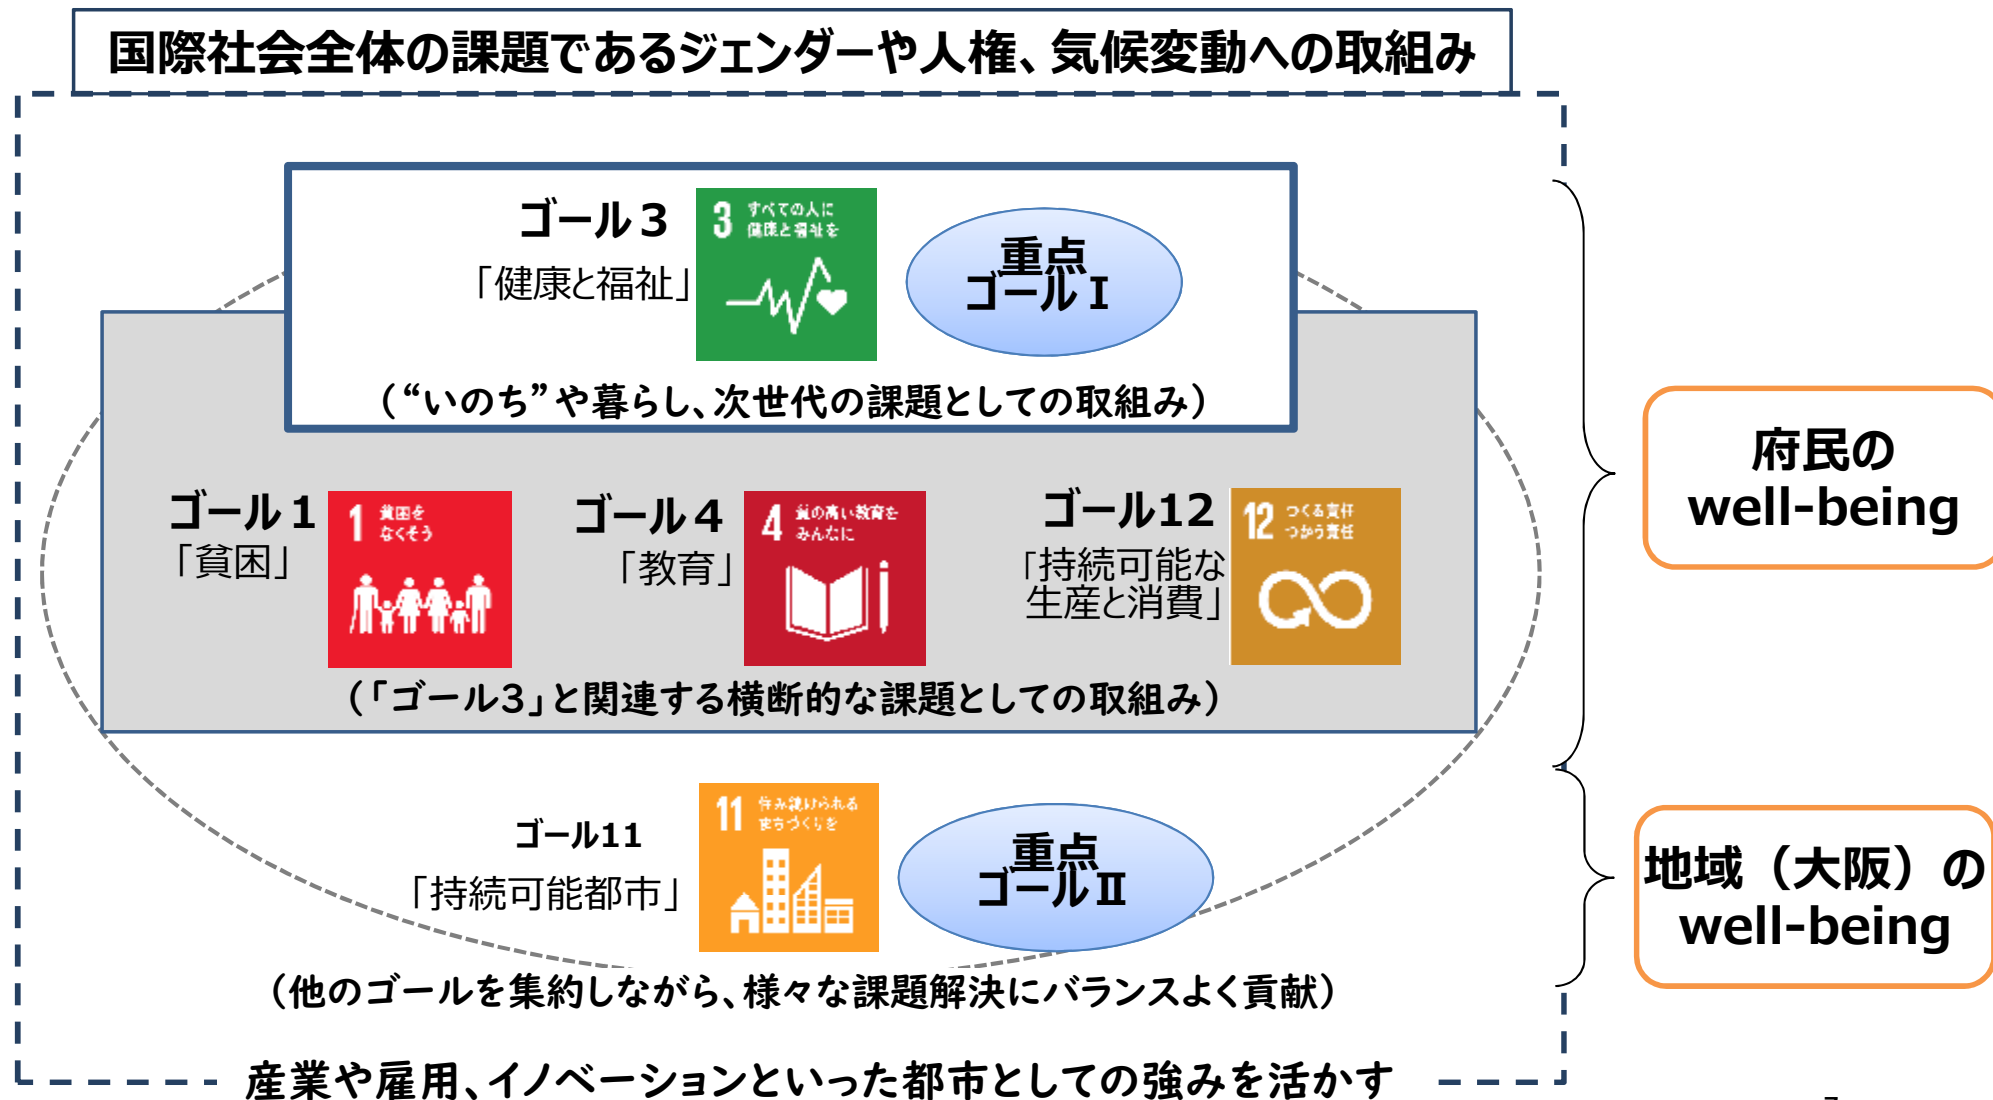 国際社会全体の課題であるジェンダーや人権、気候変動への取組み
ゴール３
「健康と福祉」
3 すべての人に
健康と福祉を
重点
ゴールⅠ
（“いのち”や暮らし、次世代の課題としての取組み）
ゴール１
「貧困」
1 貧困を
なくそう
ゴール４
「教育」
4 質の高い教育を
みんなに
ゴール12
「持続可能な
生産と消費」
12 つくる責任
つかう責任
（「ゴール3」と関連する横断的な課題としての取組み）
ゴール11
「持続可能都市」
11 住み続けられる
まちづくりを
重点
ゴールⅡ
（他のゴールを集約しながら、様々な課題解決にバランスよく貢献）
産業や雇用、イノベーションといった都市としての強みを活かす
府民の
well-being
地域（大阪）の
well-being